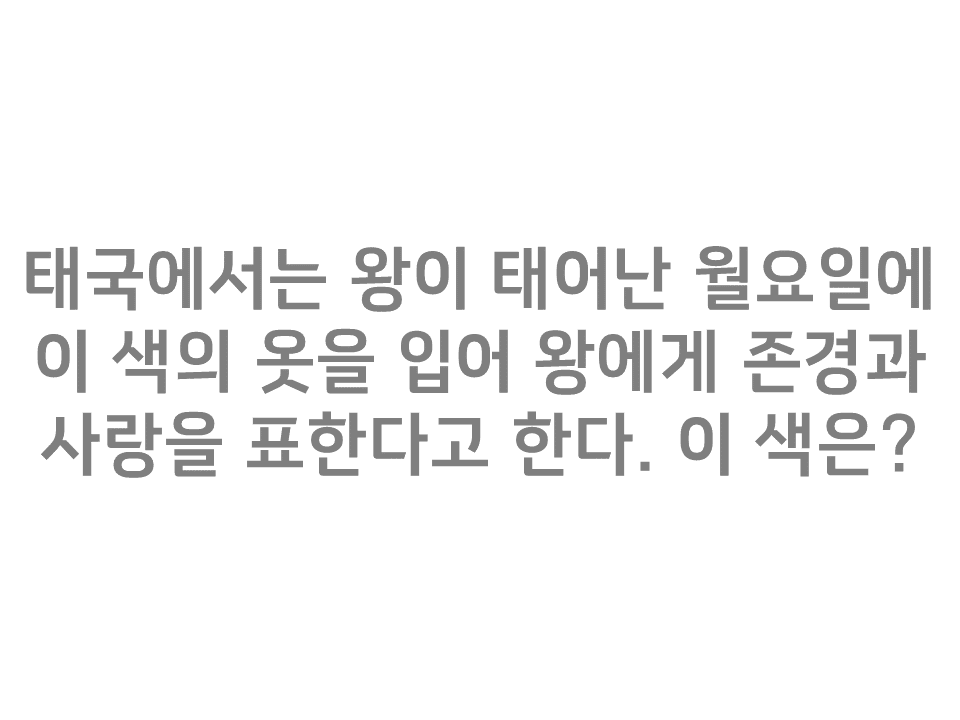 태국에서는 왕이 태어난 월요일에
이 색의 옷을 입어 왕에게 존경과
사랑을 표한다고 한다. 이 색은?